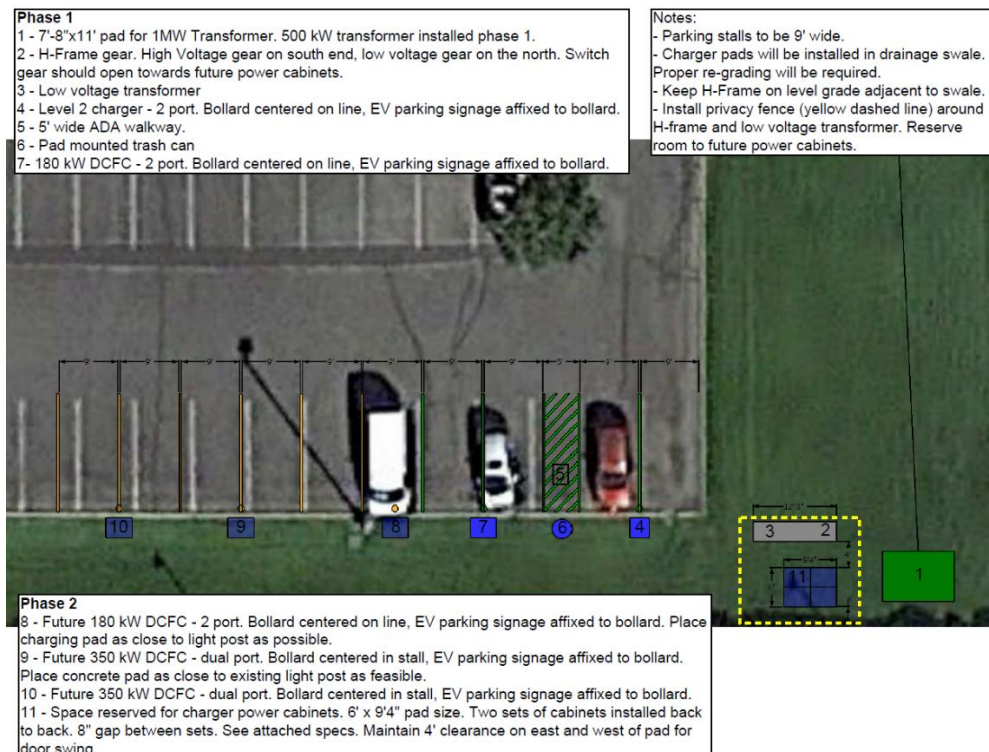 Phase 1
1 - 7'-8"x11' pad for 1MW Transformer. 500 kW transformer installed phase 1.
2 - H-Frame gear. High Voltage gear on south end, low voltage gear on the north. Switch
gear should open towards future power cabinets.
3 - Low voltage transformer
4 - Level 2 charger - 2 port. Bollard centered on line, EV parking signage affixed to bollard.
5 - 5' wide ADA walkway.
6 - Pad mounted trash can
7- 180 kW DCFC - 2 port. Bollard centered on line, EV parking signage affixed to bollard.
Notes:
- Parking stalls to be 9' wide.
- Charger pads will be installed in drainage swale.
Proper re-grading will be required.
- Keep H-Frame on level grade adjacent to swale.
- Install privacy fence (yellow dashed line) around
H-frame and low voltage transformer. Reserve
room to future power cabinets.
9' 9' 9' 9' 9' 9' 9' 9' 5' 9' 9'
5
10 9 8 7 6 4
3 2
11
1
Phase 2
8 - Future 180 kW DCFC - 2 port. Bollard centered on line, EV parking signage affixed to bollard. Place
charging pad as close to light post as possible.
9 - Future 350 kW DCFC - dual port. Bollard centered in stall, EV parking signage affixed to bollard.
Place concrete pad as close to existing light post as feasible.
10 - Future 350 kW DCFC - dual port. Bollard centered in stall, EV parking signage affixed to bollard.
11 - Space reserved for charger power cabinets. 6' x 9'4" pad size. Two sets of cabinets installed back
to back. 8" gap between sets. See attached specs. Maintain 4' clearance on east and west of pad for
door swing